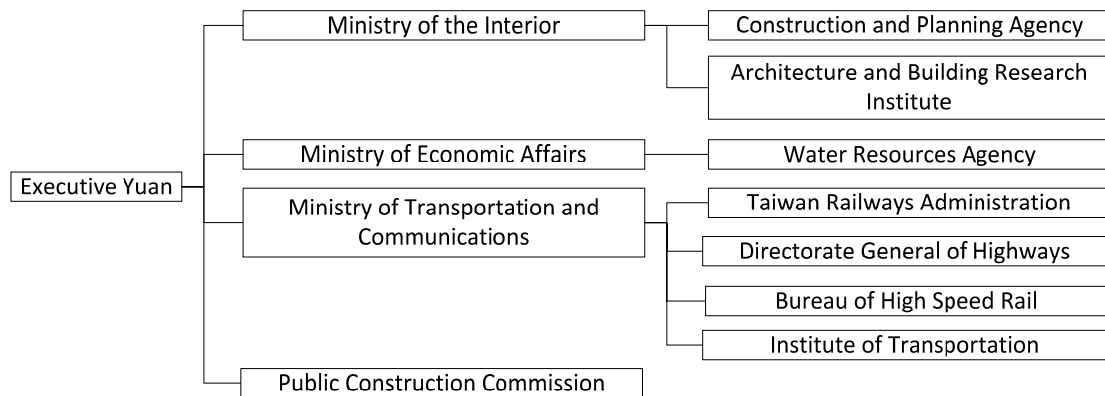 Ministry of the Interior
Construction and Planning Agency
Architecture and Building Research
Institute
Ministry of Economic Affairs
Water Resources Agency
Executive Yuan
Ministry of Transportation and
Communications
Taiwan Railways Administration
Directorate General of Highways
Bureau of High Speed Rail
Institute of Transportation
Public Construction Commission